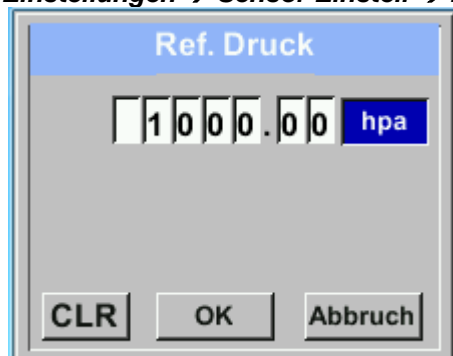 Einstellungen → Sensor Einstell →
Ref. Druck
1000.00 hpa
CLR OK Abbruch